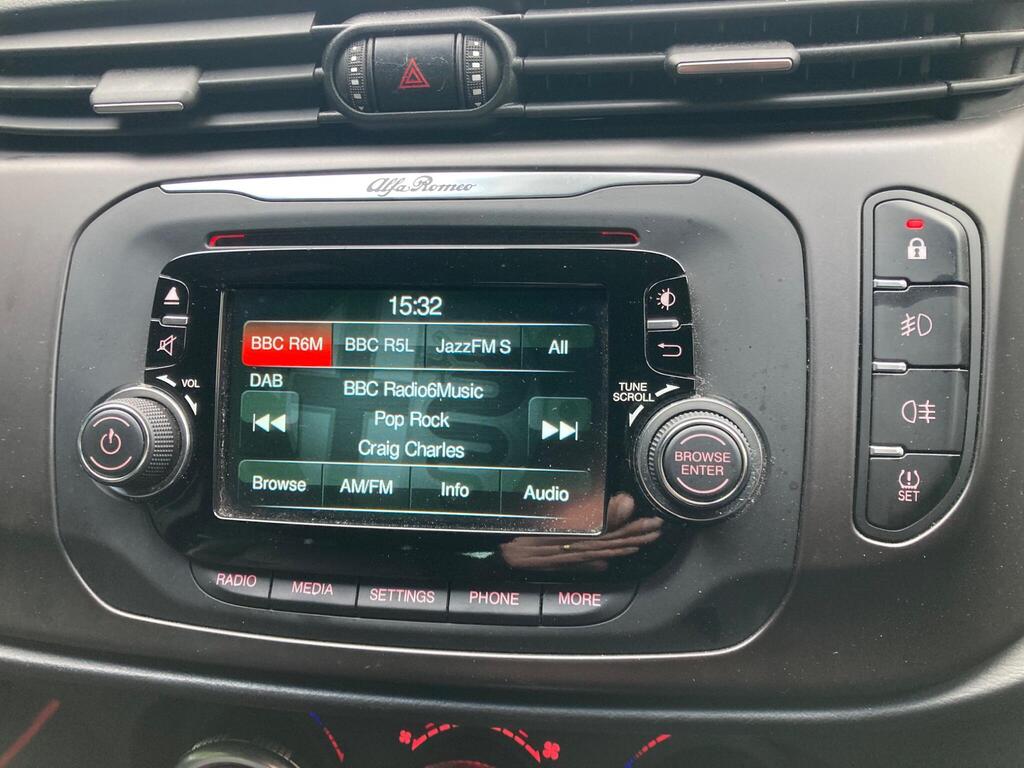 Alfa Romeo
15:32
BBC R6M BBC R5L JazzFM S All
DAB
BBC Radio6Music
Pop Rock
Craig Charles
Browse AM/FM Info Audio
VOL
TUNE
SCROLL
BROWSE
ENTER
RADIO MEDIA SETTINGS PHONE MORE
SET